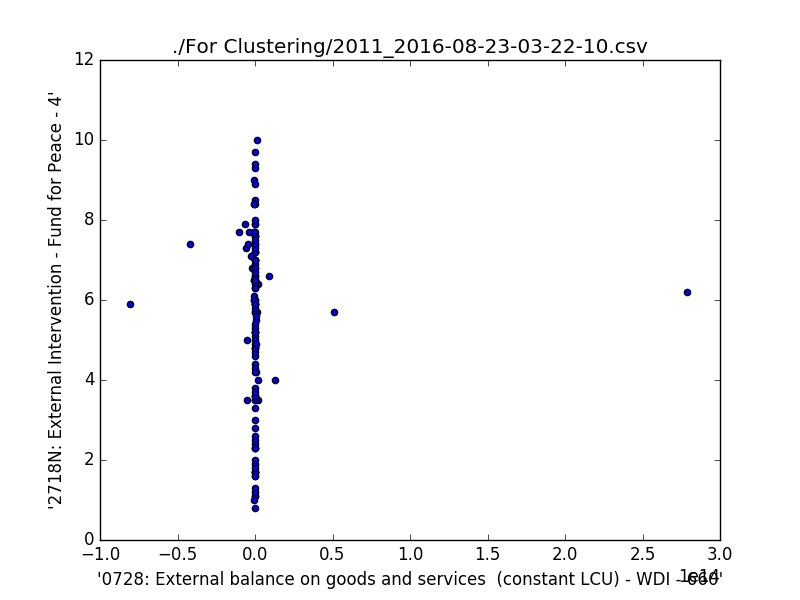 ./For Clustering/2011_2016-08-23-03-22-10.csv
12
10
8
6
4
2
0
'2718N: External Intervention - Fund for Peace - 4'
−1.0 −0.5 0.0 0.5 1.0 1.5 2.0 2.5 3.0
1e14
'0728: External balance on goods and services (constant LCU) - WDI - 660'